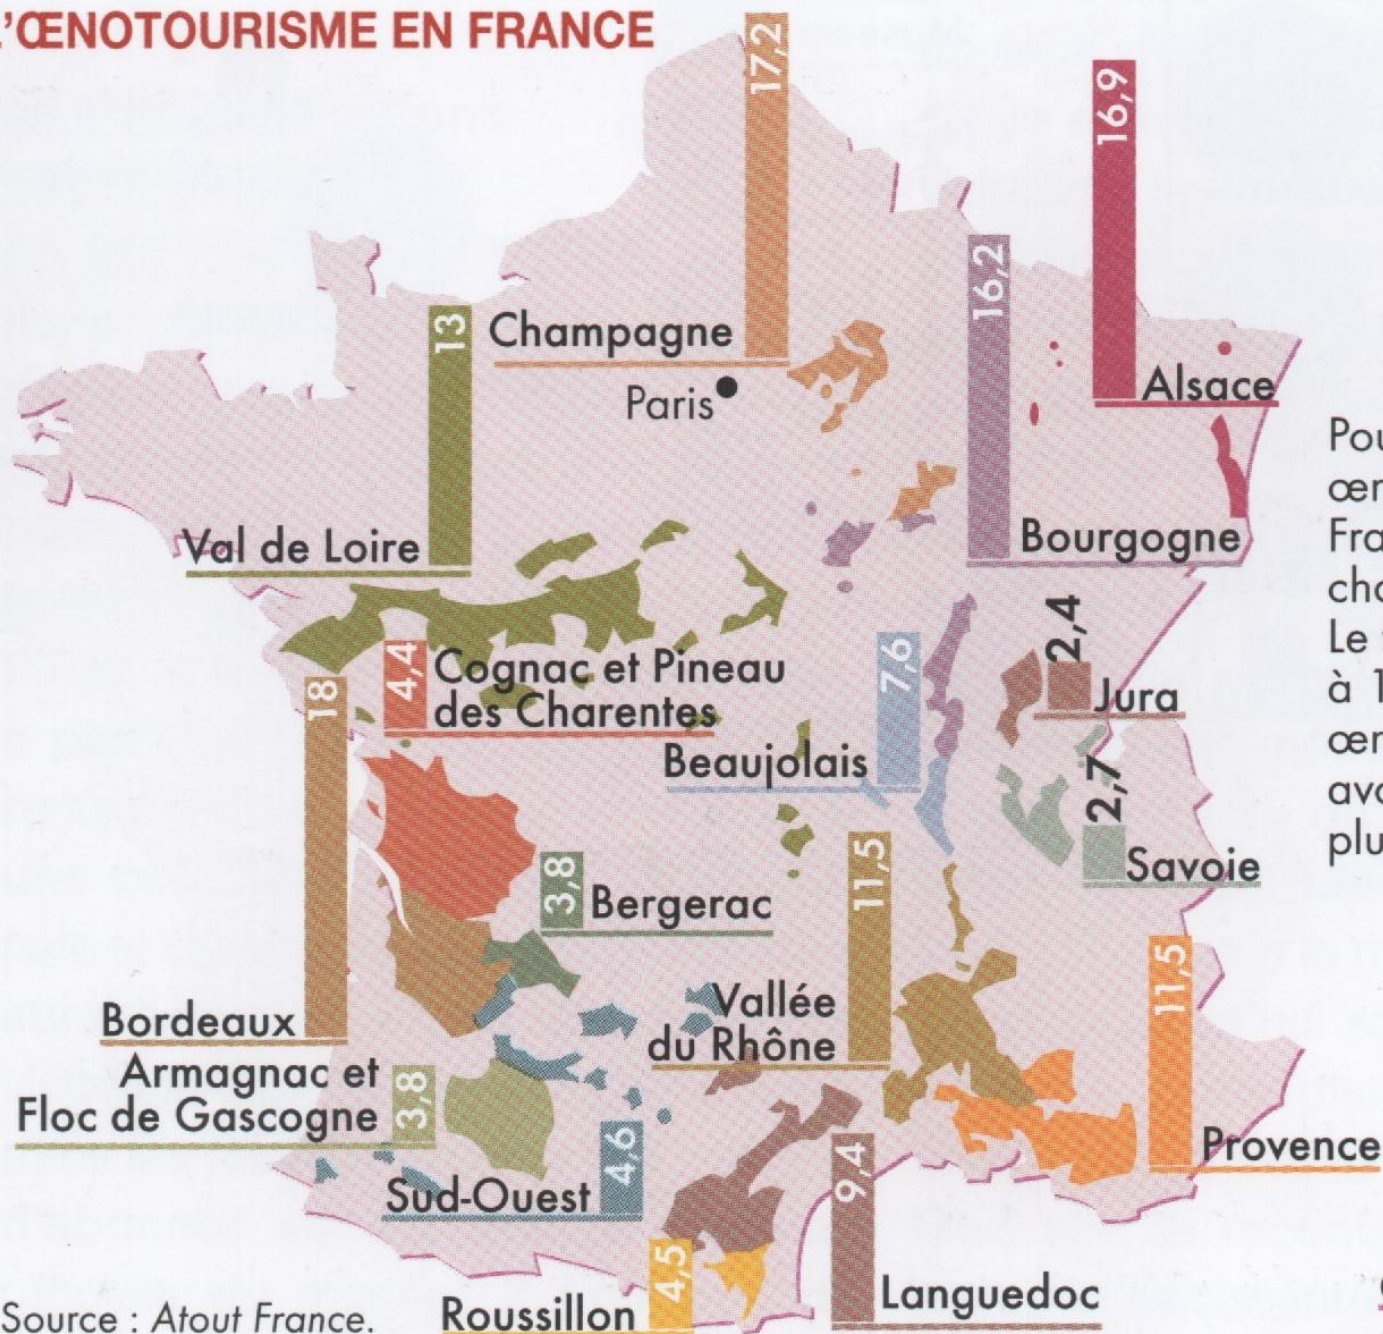 L'ŒNOTOURISME EN FRANCE
17,2
16,9
16,2
13
Champagne
Paris
Alsace
Val de Loire
Bourgogne
4,4
Cognac et Pineau
des Charentes
18
7,6
2,4
Jura
Beaujolais
2,7
Savoie
3,8
Bergerac
11,5
Vallée
du Rhône
11,5
Bordeaux
Armagnac et
Floc de Gascogne
3,8
Provence
Sud-Ouest
4,6
9,4
4,5
Roussillon
Languedoc
Source : Atout France.
Le
à